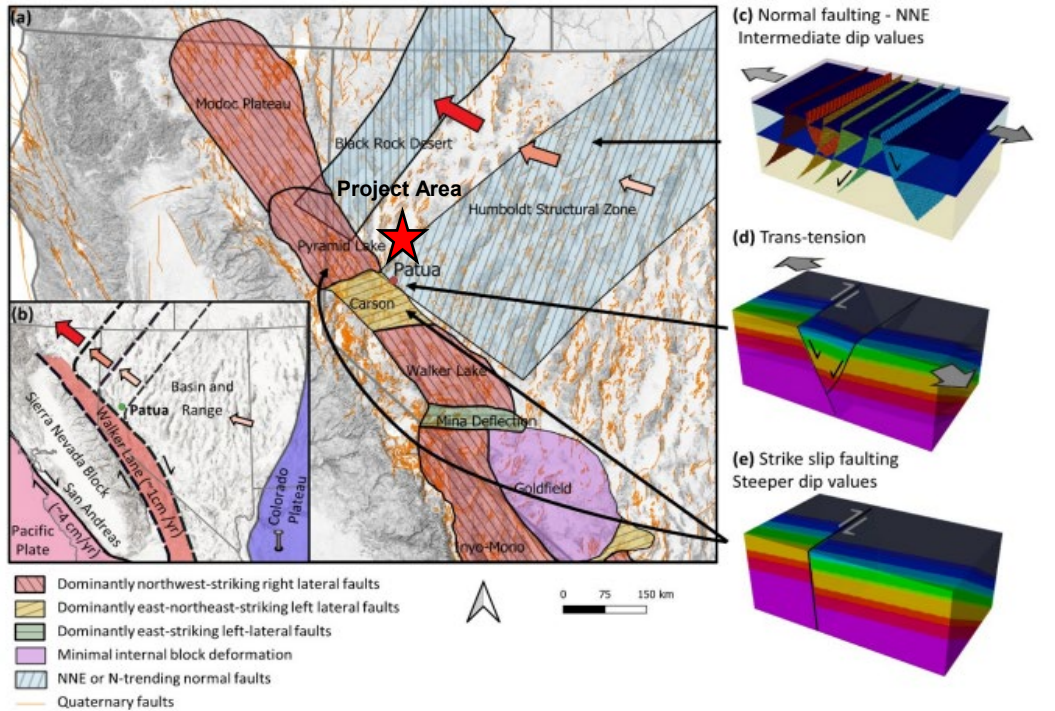 (a)
Modoc Plateau
Black Rock Desert
Project Area
Humboldt Structural Zone
Pyramid Lake
Patua
Carson
Walker Lake
Mina Deflection
Goldfield
Inyo-Mono
(b)
Basin and
Range
Patua
Sierra Nevada Block
Walker Lane (~1cm /yr)
San Andreas
(~4 cm/yr)
Pacific
Plate
Colorado
Plateau
(c) Normal faulting - NNE
Intermediate dip values
(d) Trans-tension
(e) Strike slip faulting
Steeper dip values
Dominantly northwest-striking right lateral faults
Dominantly east-northeast-striking left lateral faults
Dominantly east-striking left-lateral faults
Minimal internal block deformation
NNE or N-trending normal faults
Quaternary faults
0 75 150 km